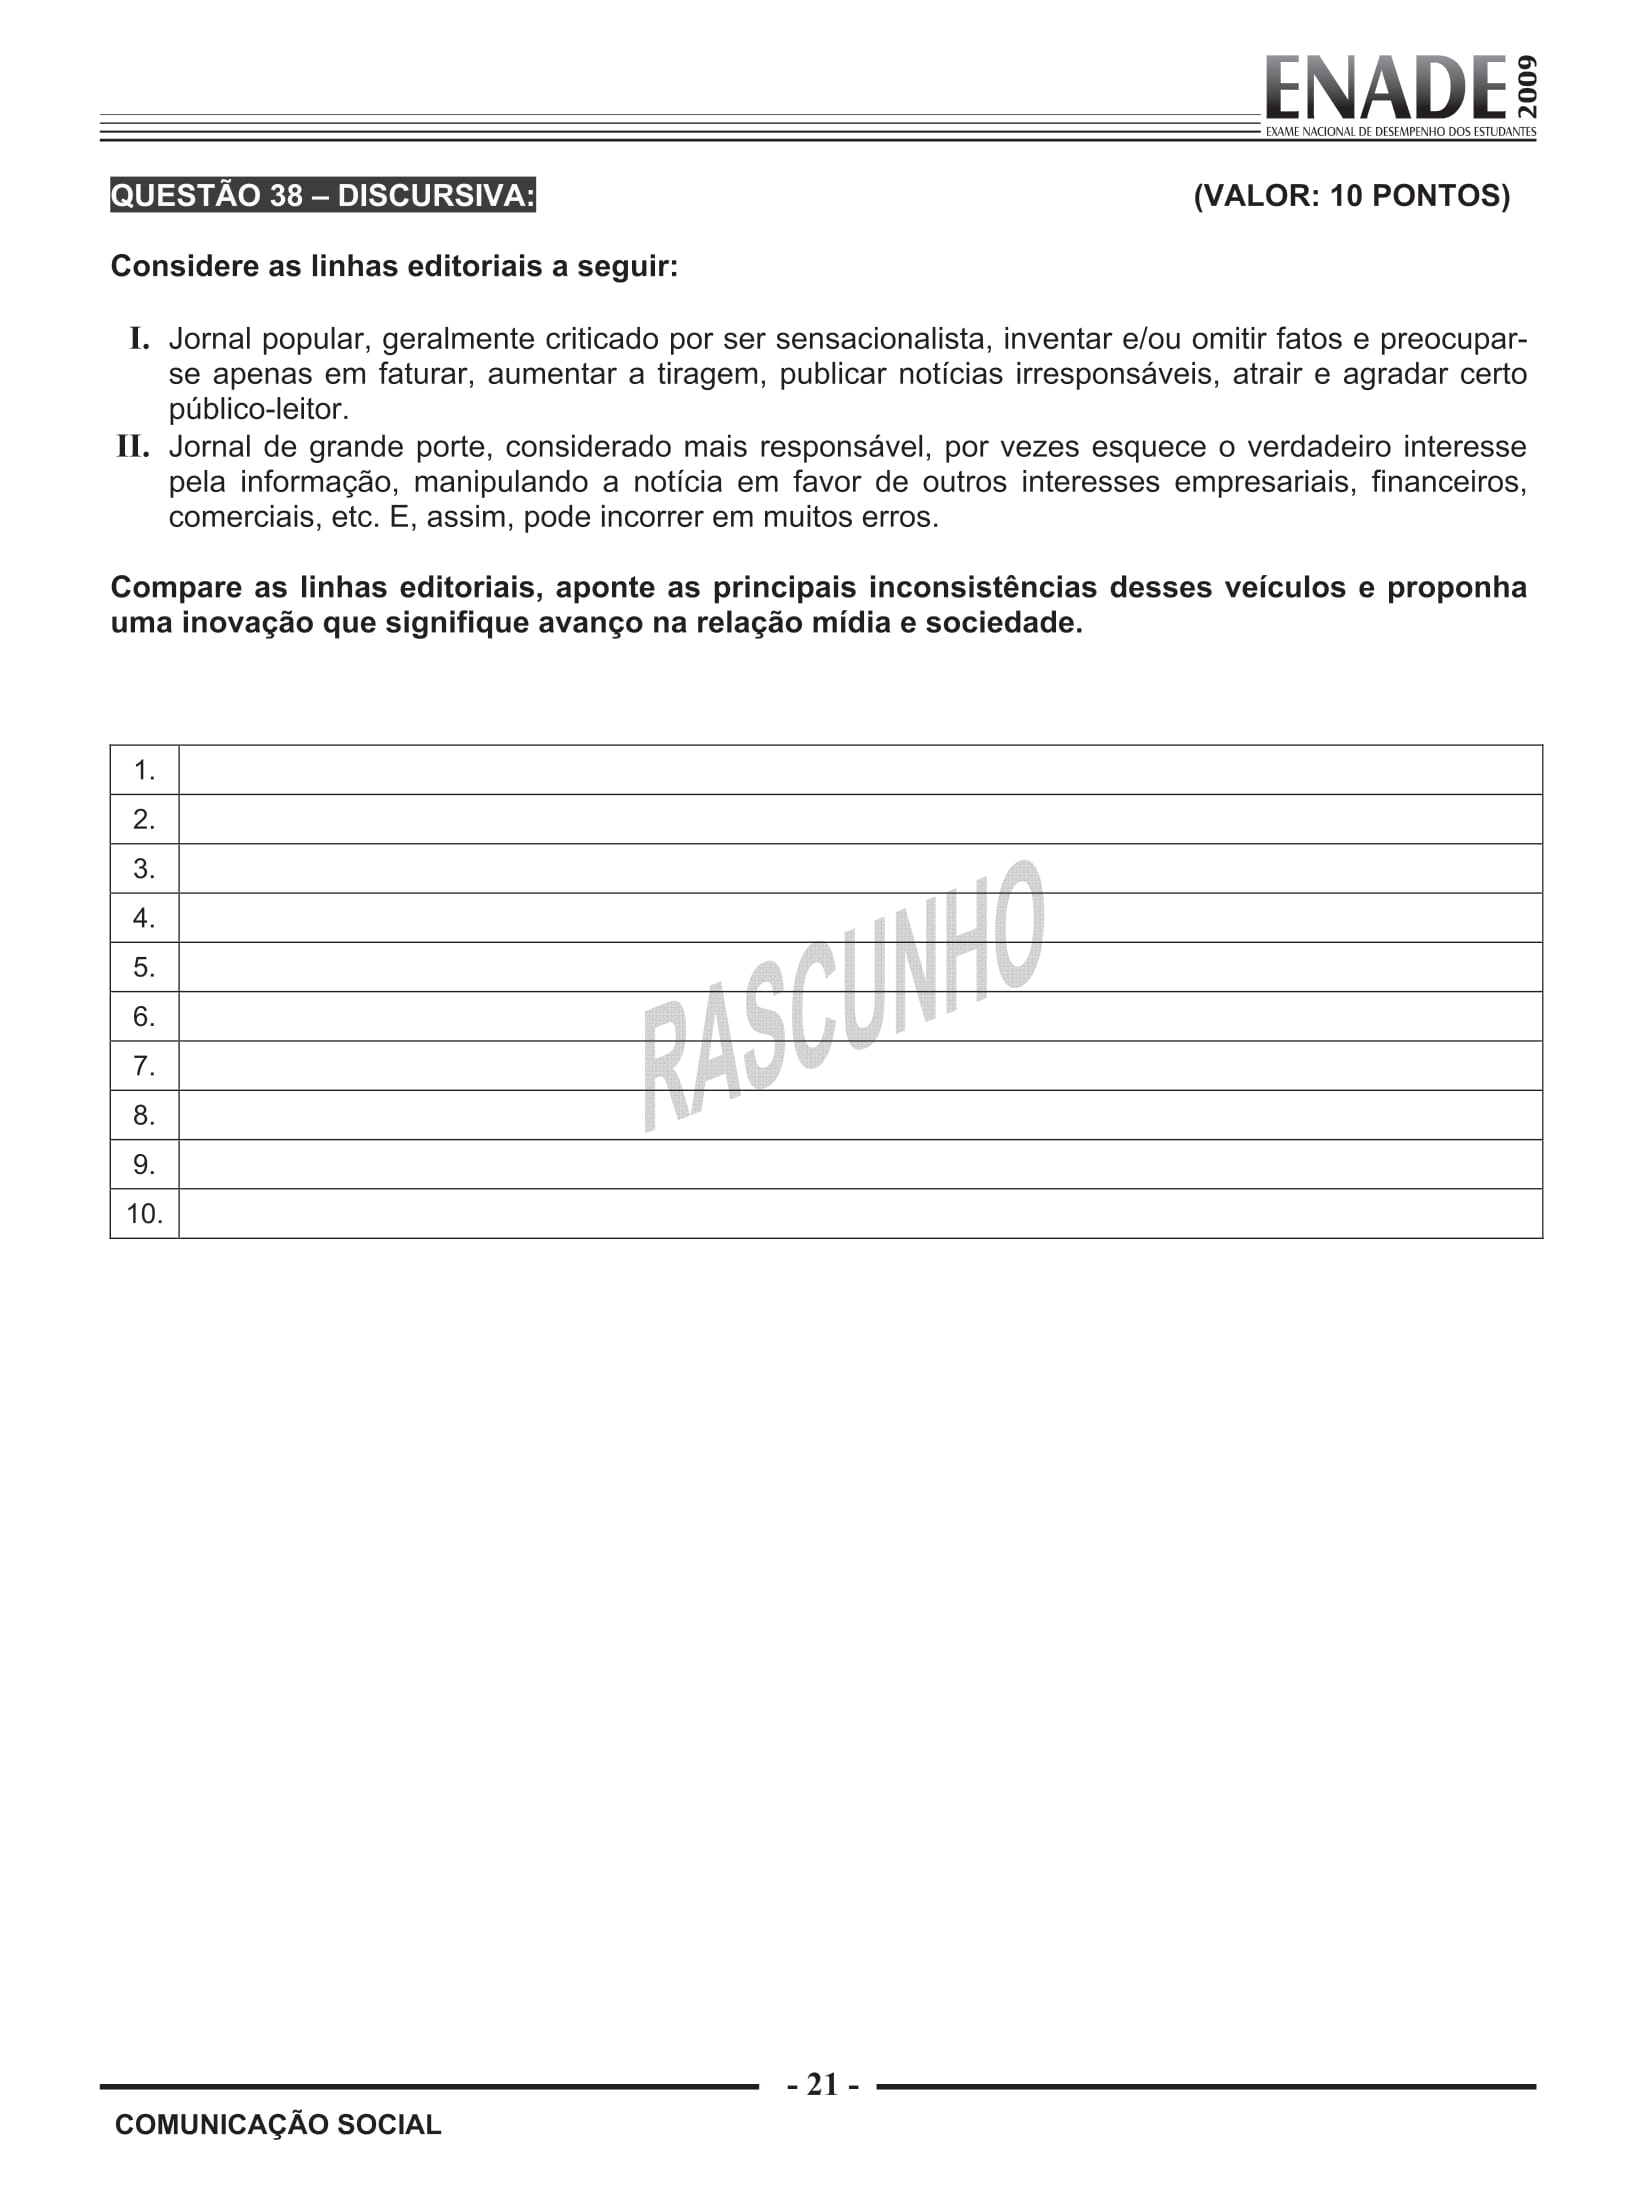 ENADE
2009
EXAME NACIONAL DE DESEMPENHO DOS ESTUDANTES
QUESTÃO 38 – DISCURSIVA:
(VALOR: 10 PONTOS)
Considere as linhas editoriais a seguir:
I. Jornal popular, geralmente criticado por ser sensacionalista, inventar e/ou omitir fatos e preocupar-
se apenas em faturar, aumentar a tiragem, publicar notícias irresponsáveis, atrair e agradar certo
público-leitor.
II. Jornal de grande porte, considerado mais responsável, por vezes esquece o verdadeiro interesse
pela informação, manipulando a notícia em favor de outros interesses empresariais, financeiros,
comerciais, etc. E, assim, pode incorrer em muitos erros.
Compare as linhas editoriais, aponte as principais inconsistências desses veículos e proponha
uma inovação que signifique avanço na relação mídia e sociedade.
1.
2.
3.
4.
5.
6.
7.
8.
9.
10.
RASCUNHO
- 21 -
COMUNICAÇÃO SOCIAL